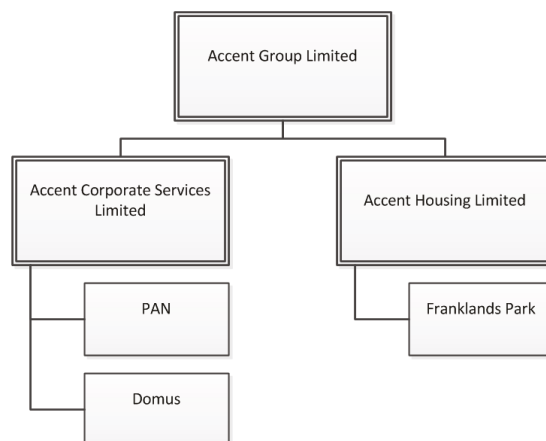 Accent Group Limited
Accent Corporate Services
Limited
Accent Housing Limited
PAN
Franklands Park
Domus